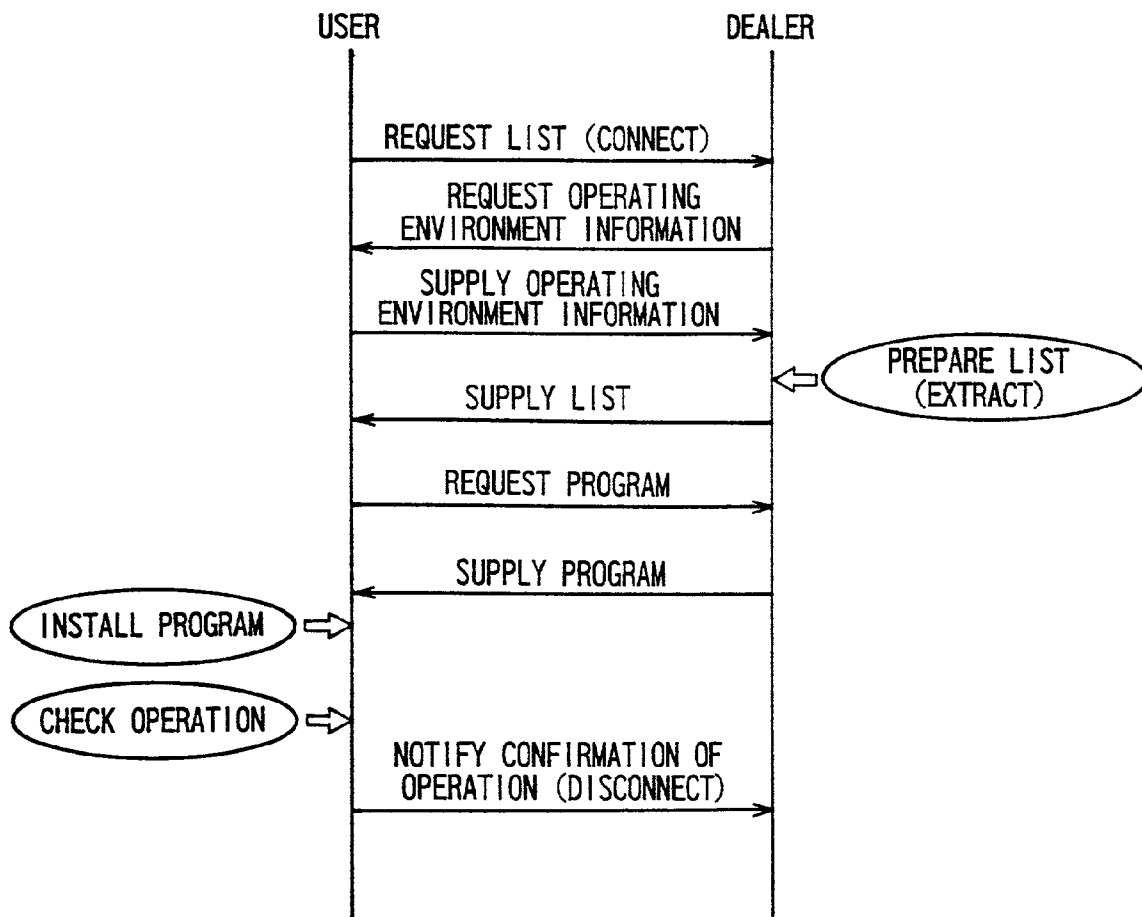 USER
DEALER
REQUEST LIST (CONNECT)
REQUEST OPERATING
ENVIRONMENT INFORMATION
SUPPLY OPERATING
ENVIRONMENT INFORMATION
PREPARE LIST
(EXTRACT)
SUPPLY LIST
REQUEST PROGRAM
SUPPLY PROGRAM
INSTALL PROGRAM
CHECK OPERATION
NOTIFY CONFIRMATION OF
OPERATION (DISCONNECT)